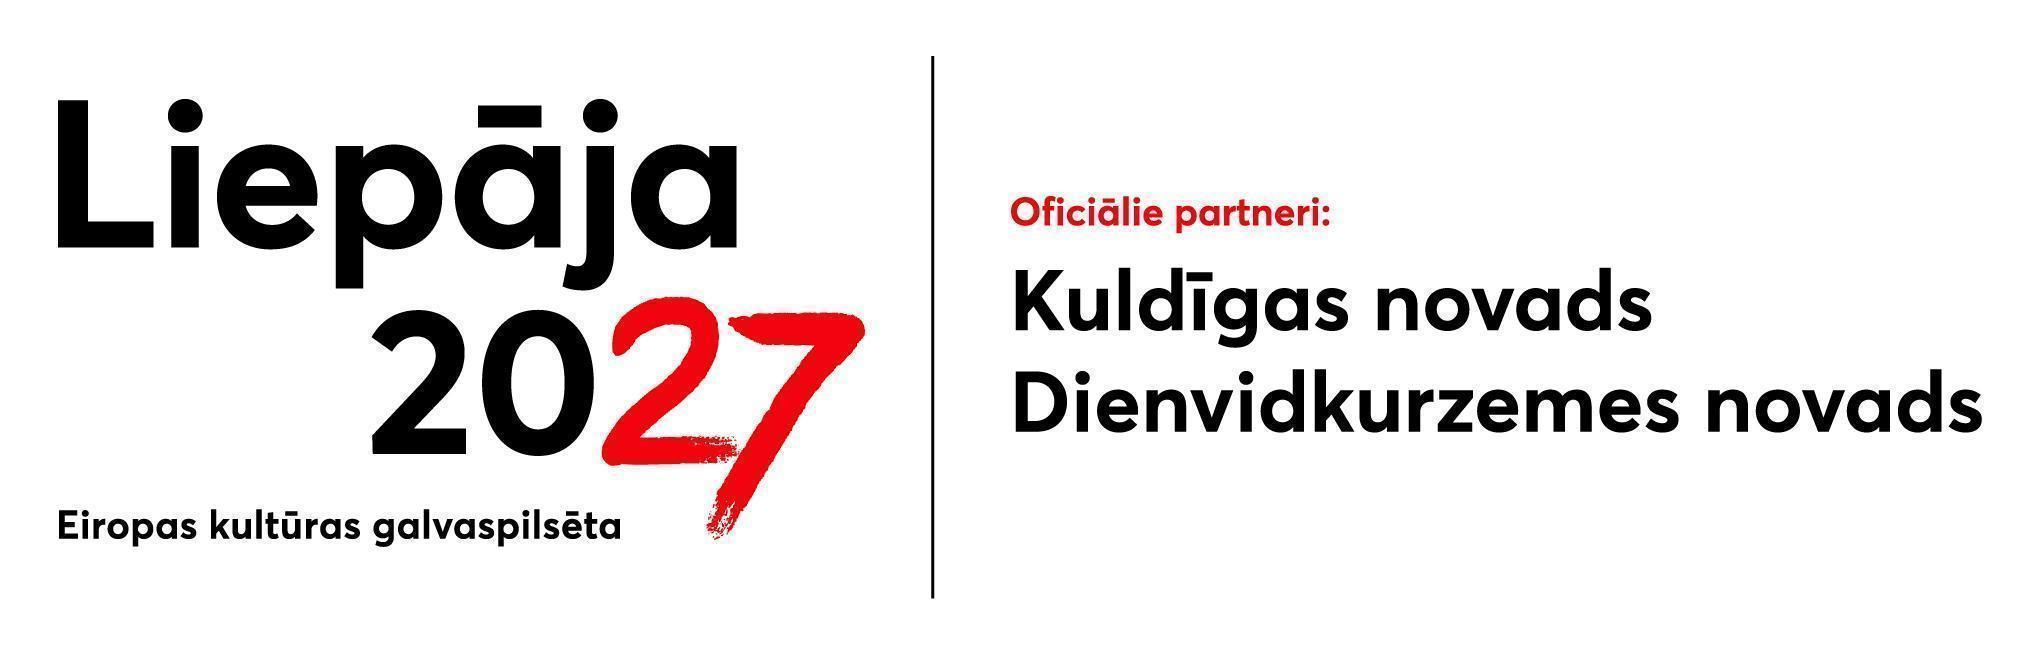 Liepāja
2027
Eiropas kultūras galvaspilsēta
Oficiālie partneri:
Kuldīgas novads
Dienvidkurzemes novads